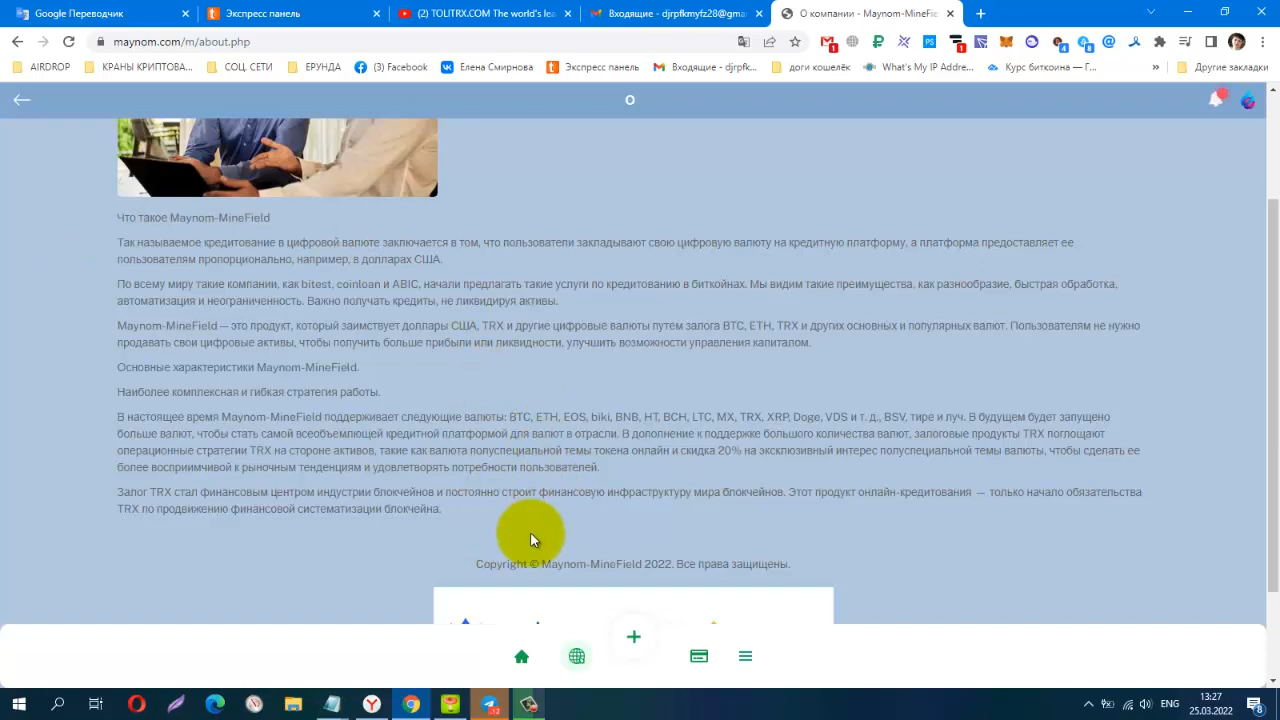 Google Переводчик
Экспресс панель
(2) TOLITRX.COM The world's lea
Входящие - djrpfkmyfz28@gma
О компании - Maynom-MineFie
maynom.com/m/about.php
AIRDROP
КРАНЫ КРИПТОВА...
СОЦ. СЕТИ
ЕРУНДА
(3) Facebook
Елена Смирнова
Экспресс панель
Входящие - djrpfk...
доги кошелёк
What's My IP Addre...
Курс биткоина — Г...
»
Другие закладки
О
Что такое Maynom-MineField
Так называемое кредитование в цифровой валюте заключается в том, что пользователи закладывают свою цифровую валюту на кредитную платформу, а платформа предоставляет ее
пользователям пропорционально, например, в долларах США.
По всему миру такие компании, как bitest, coinloan и ABIC, начали предлагать такие услуги по кредитованию в биткойнах. Мы видим такие преимущества, как разнообразие, быстрая обработка,
автоматизация и неограниченность. Важно получать кредиты, не ликвидируя активы.
Maynom-MineField — это продукт, который заимствует доллары США, TRX и другие цифровые валюты путем залога BTC, ETH, TRX и других основных и популярных валют. Пользователям не нужно
продавать свои цифровые активы, чтобы получить больше прибыли или ликвидности, улучшить возможности управления капиталом.
Основные характеристики Maynom-MineField.
Наиболее комплексная и гибкая стратегия работы.
В настоящее время Maynom-MineField поддерживает следующие валюты: BTC, ETH, EOS, biki, BNB, HT, BCH, LTC, MX, TRX, XRP, Doge, VDS и т. д., BSV, тире и луч. В будущем будет запущено
больше валют, чтобы стать самой всеобъемлющей кредитной платформой для валют в отрасли. В дополнение к поддержке большого количества валют, залоговые продукты TRX поглощают
операционные стратегии TRX на стороне активов, такие как валюта полуспециальной темы токена онлайн и скидка 20% на эксклюзивный интерес полуспециальной темы валюты, чтобы сделать ее
более восприимчивой к рыночным тенденциям и удовлетворять потребности пользователей.
Залог TRX стал финансовым центром индустрии блокчейнов и постоянно строит финансовую инфраструктуру мира блокчейнов. Этот продукт онлайн-кредитования — только начало обязательства
TRX по продвижению финансовой систематизации блокчейна.
Copyright © Maynom-MineField 2022. Все права защищены.
ENG
13:27
25.03.2022